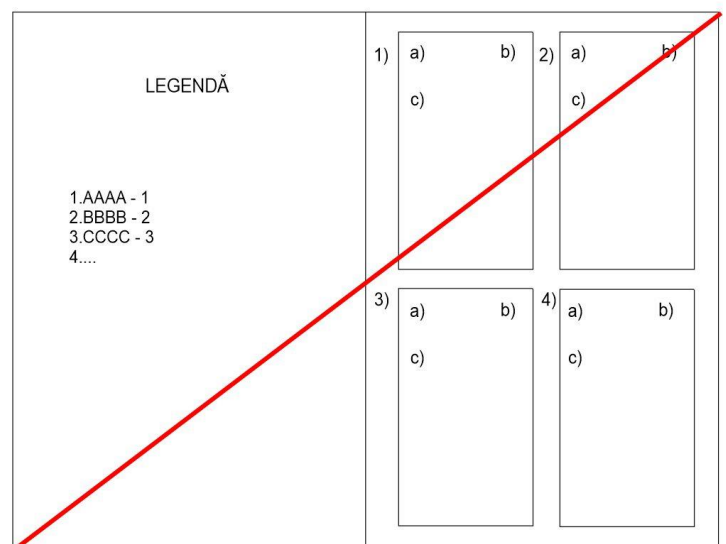 LEGENDĂ
1.AAAA - 1
2.BBBB - 2
3.CCCC - 3
4....
1) a) b)
c)
2) a) b)
c)
3) a) b)
c)
4) a) b)
c)